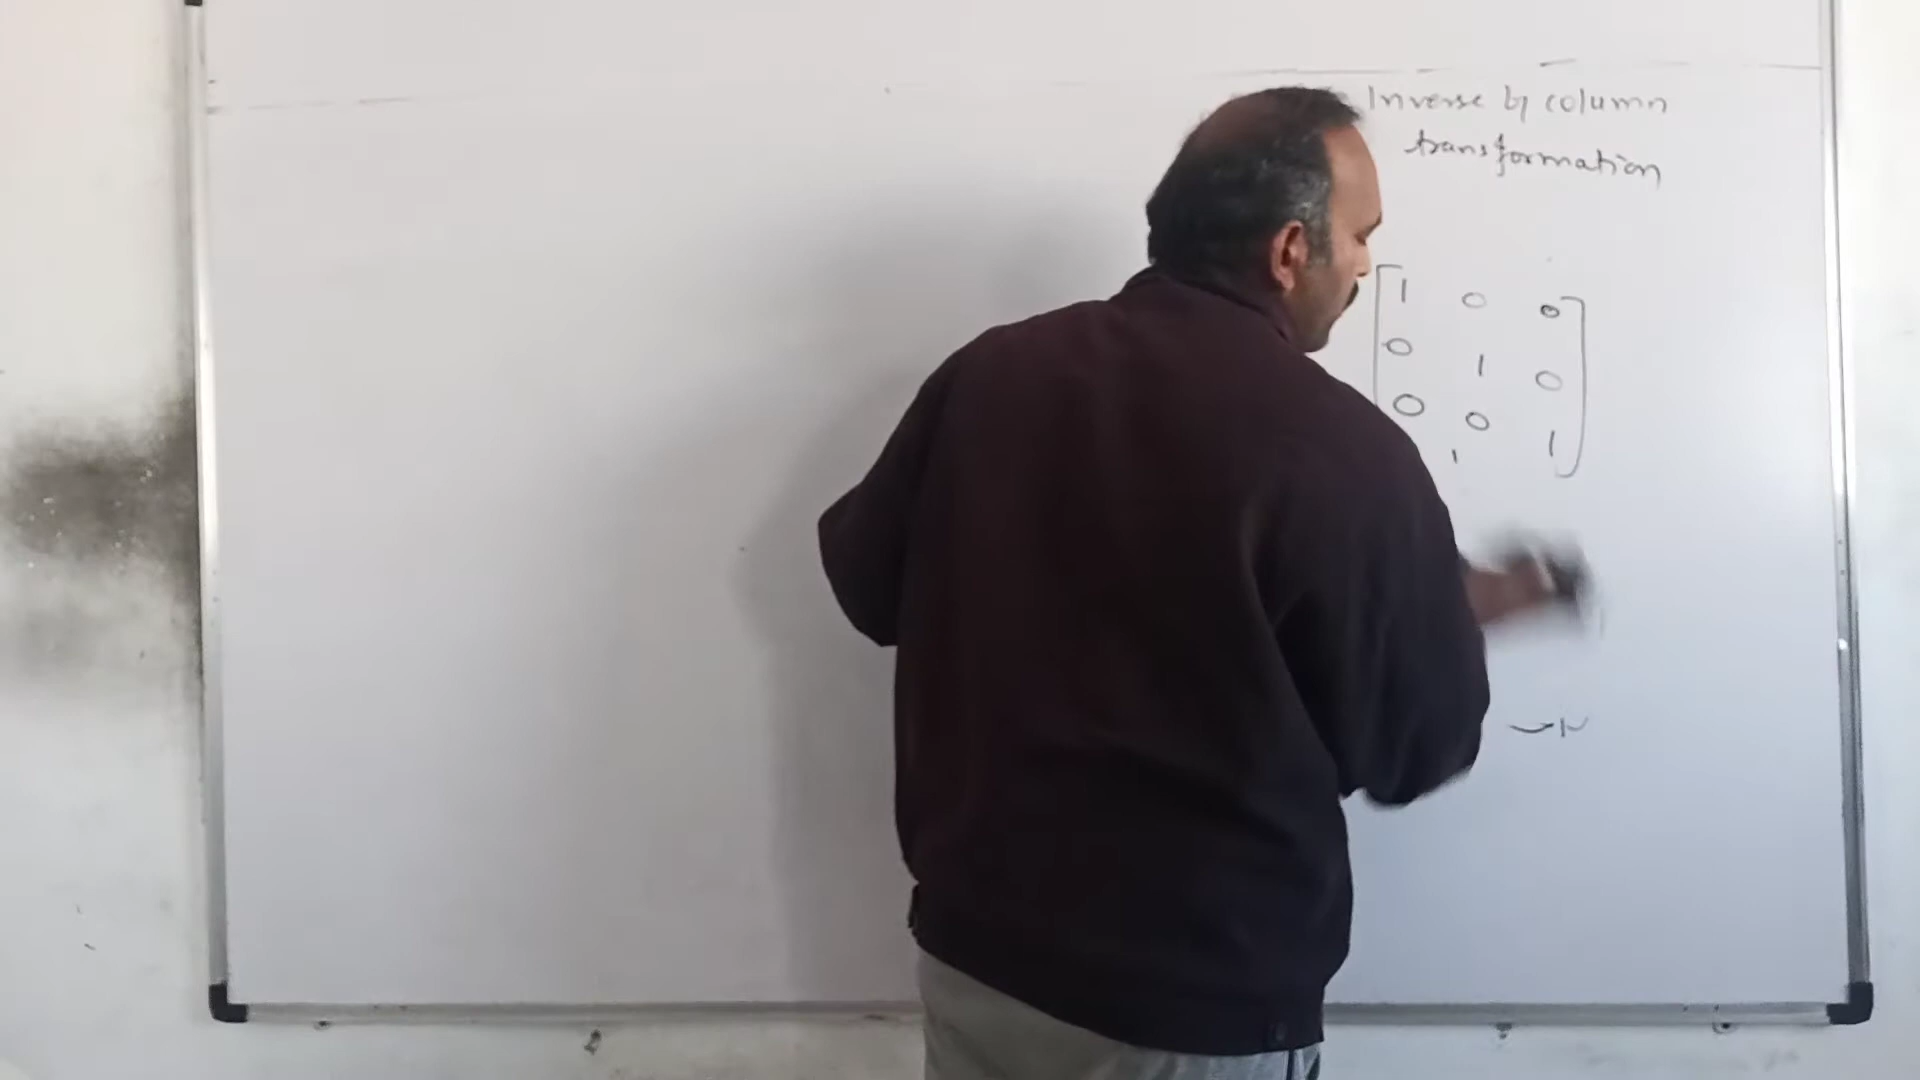 Inverse by column
transformation
1 0 0
0 1 0
0 0 1